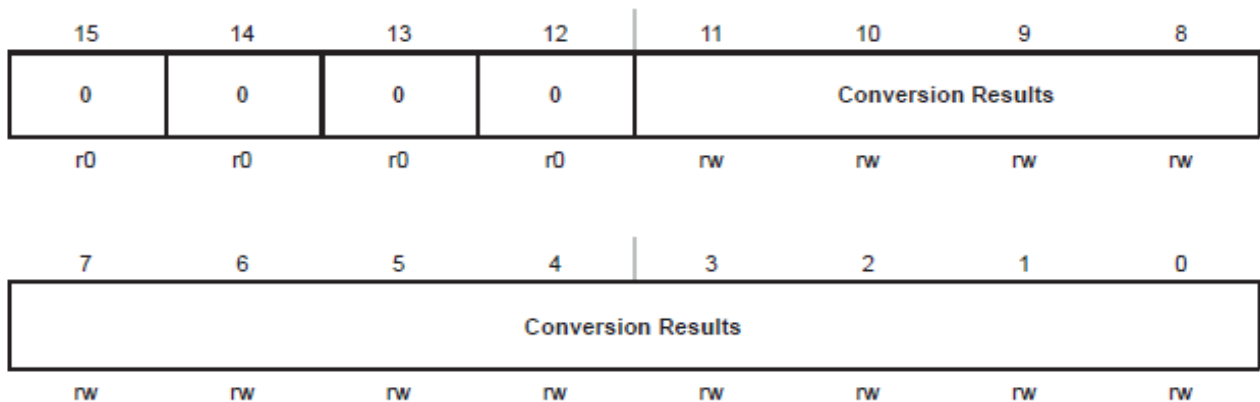 15 14 13 12 11 10 9 8
0 0 0 0 Conversion Results
r0 r0 r0 r0 rw rw rw rw
7 6 5 4 3 2 1 0
Conversion Results
rw rw rw rw rw rw rw rw